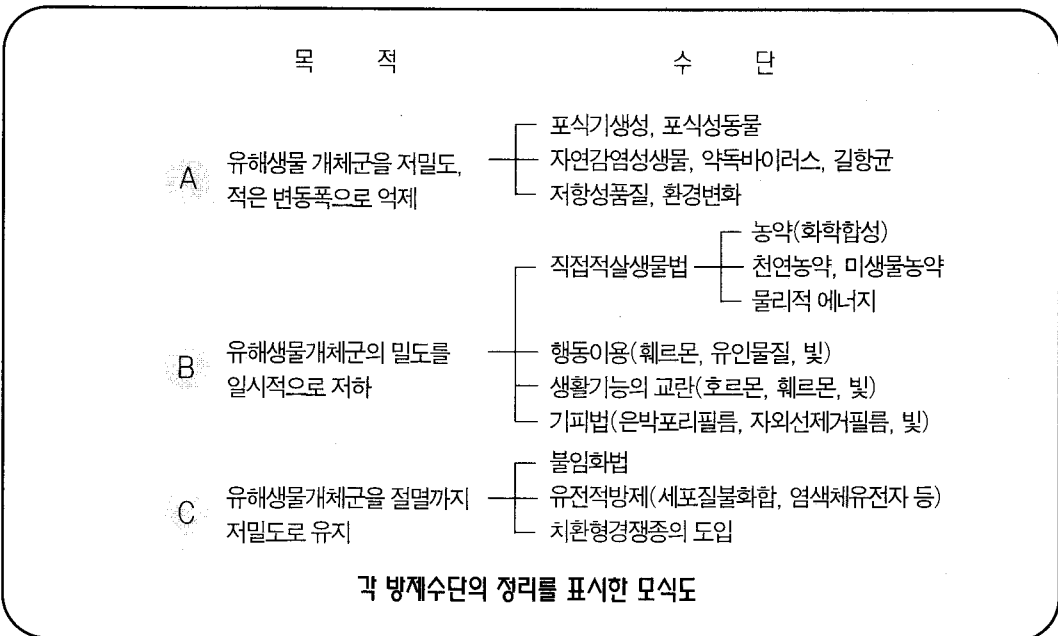 목 적 수 단
A 유해생물 개체군을 저밀도,
적은 변동폭으로 억제
포식기생성, 포식성동물
자연감염성생물, 약독바이러스, 길항균
저항성품질, 환경변화
B 유해생물개체군의 밀도를
일시적으로 저하
직접적살생물법
농약(화학합성)
천연농약, 미생물농약
물리적 에너지
행동이용(훼르몬, 유인물질, 빛)
생활기능의 교란(호르몬, 훼르몬, 빛)
기피법(은박포리필름, 자외선제거필름, 빛)
C 유해생물개체군을 절멸까지
저밀도로 유지
불임화법
유전적방제(세포질불화합, 염색체유전자 등)
치환형경쟁종의 도입
각 방제수단의 정리를 표시한 모식도